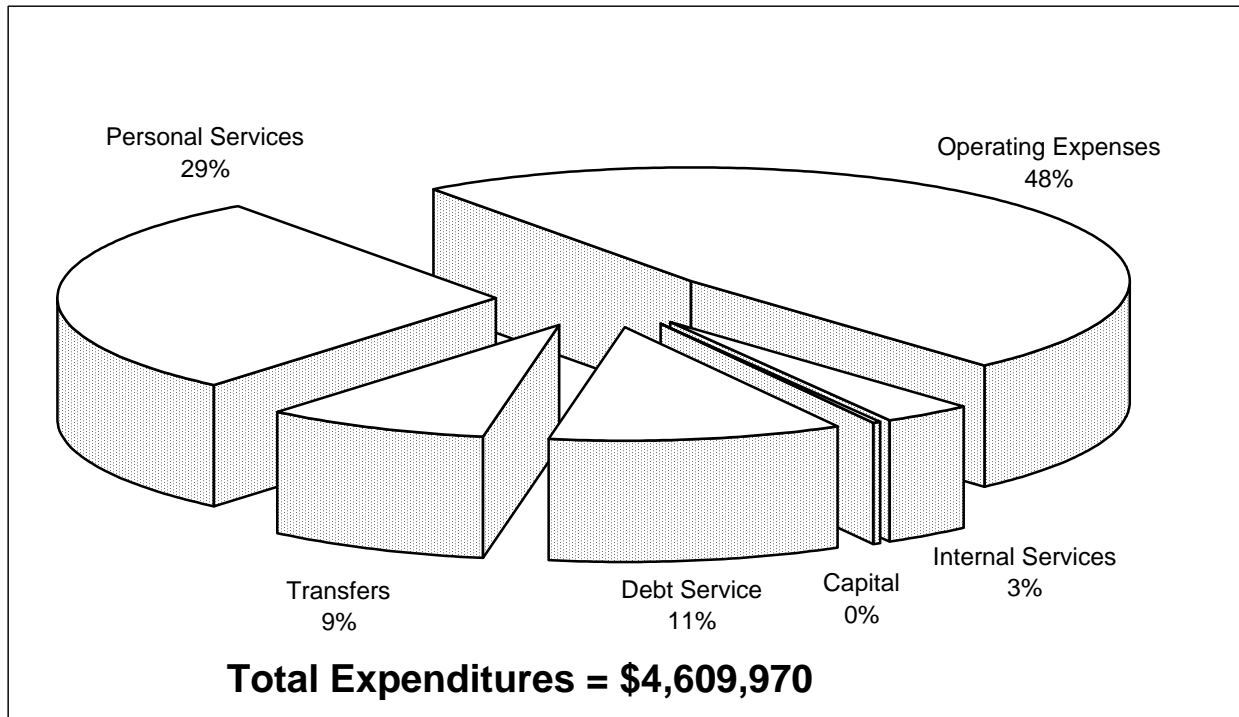 Personal Services
29%
Operating Expenses
48%
Internal Services
3%
Capital
0%
Debt Service
11%
Transfers
9%
Total Expenditures = $4,609,970